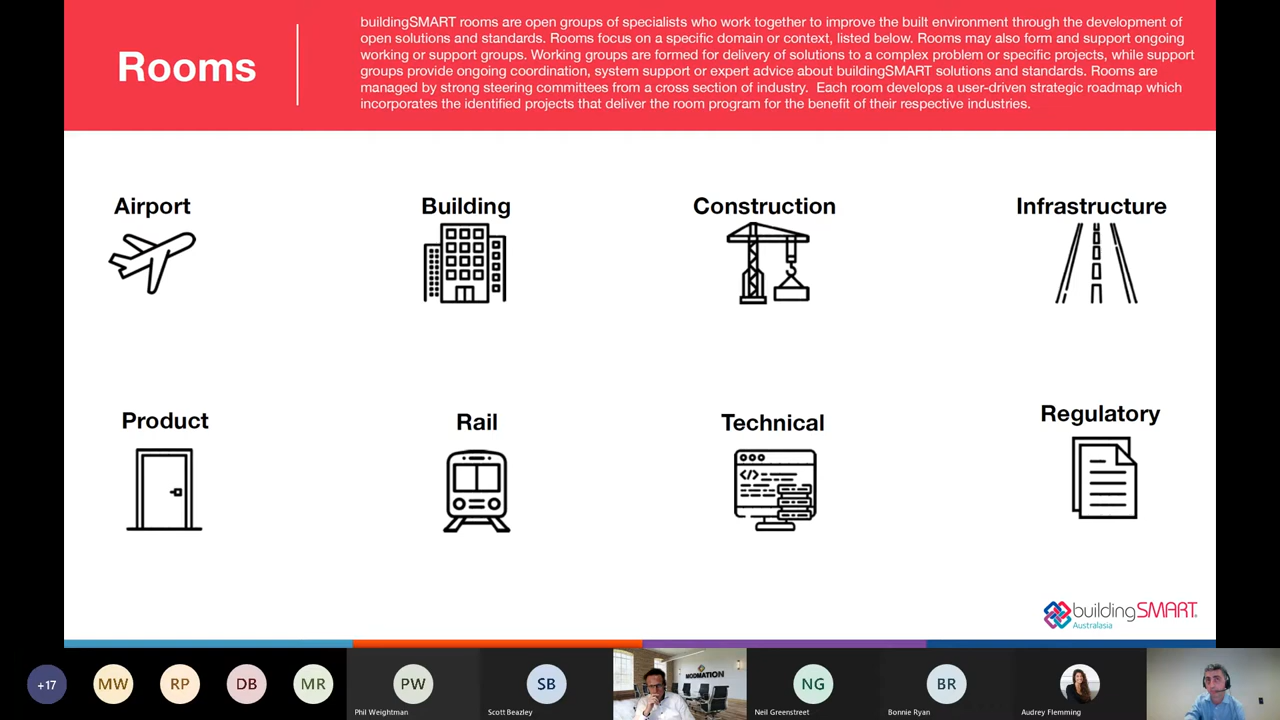 Rooms
buildingSMART rooms are open groups of specialists who work together to improve the built environment through the development of
open solutions and standards. Rooms focus on a specific domain or context, listed below. Rooms may also form and support ongoing
working or support groups. Working groups are formed for delivery of solutions to a complex problem or specific projects, while support
groups provide ongoing coordination, system support or expert advice about buildingSMART solutions and standards. Rooms are
managed by strong steering committees from a cross section of industry.  Each room develops a user-driven strategic roadmap which
incorporates the identified projects that deliver the room program for the benefit of their respective industries.
Airport
Building
Construction
Infrastructure
Product
Rail
Technical
Regulatory
buildingSMART
Australasia
+17
MW
RP
DB
MR
PW
Phil Weightman
SB
Scott Beazley
MODMATION
NG
Neil Greenstreet
BR
Bonnie Ryan
Audrey Flemming